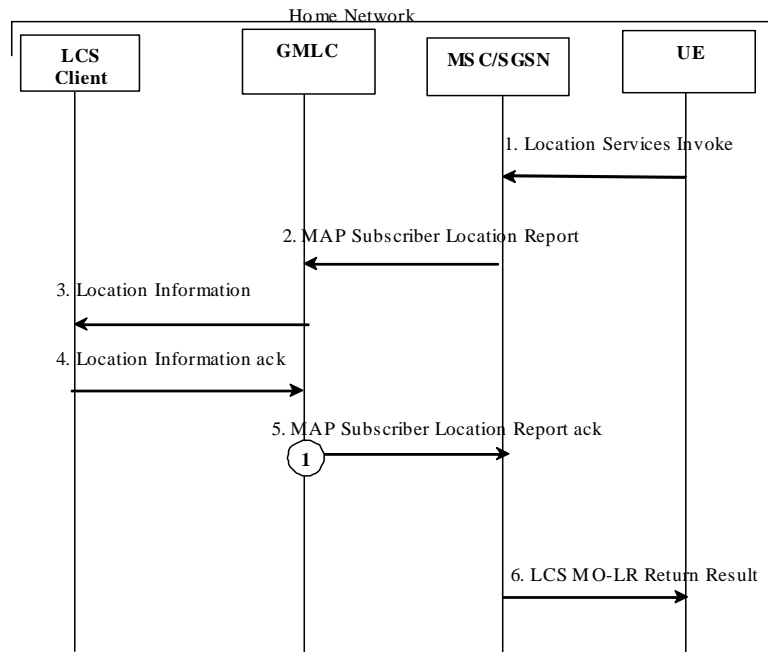 Home Network
LCS
Client
GMLC
MSC/SGSN
UE
1. Location Services Invoke
2. MAP Subscriber Location Report
3. Location Information
4. Location Information ack
5. MAP Subscriber Location Report ack
1
6. LCS MO-LR Return Result